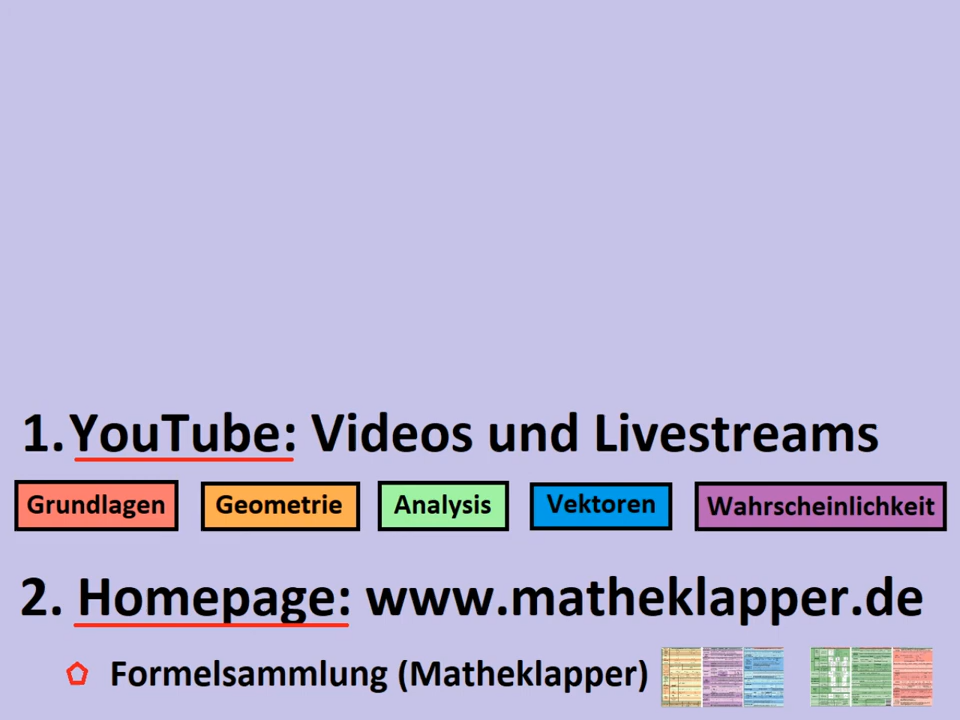 1. YouTube: Videos und Livestreams
Grundlagen Geometrie Analysis Vektoren Wahrscheinlichkeit
2. Homepage: www.matheklapper.de
Formelsammlung (Matheklapper)